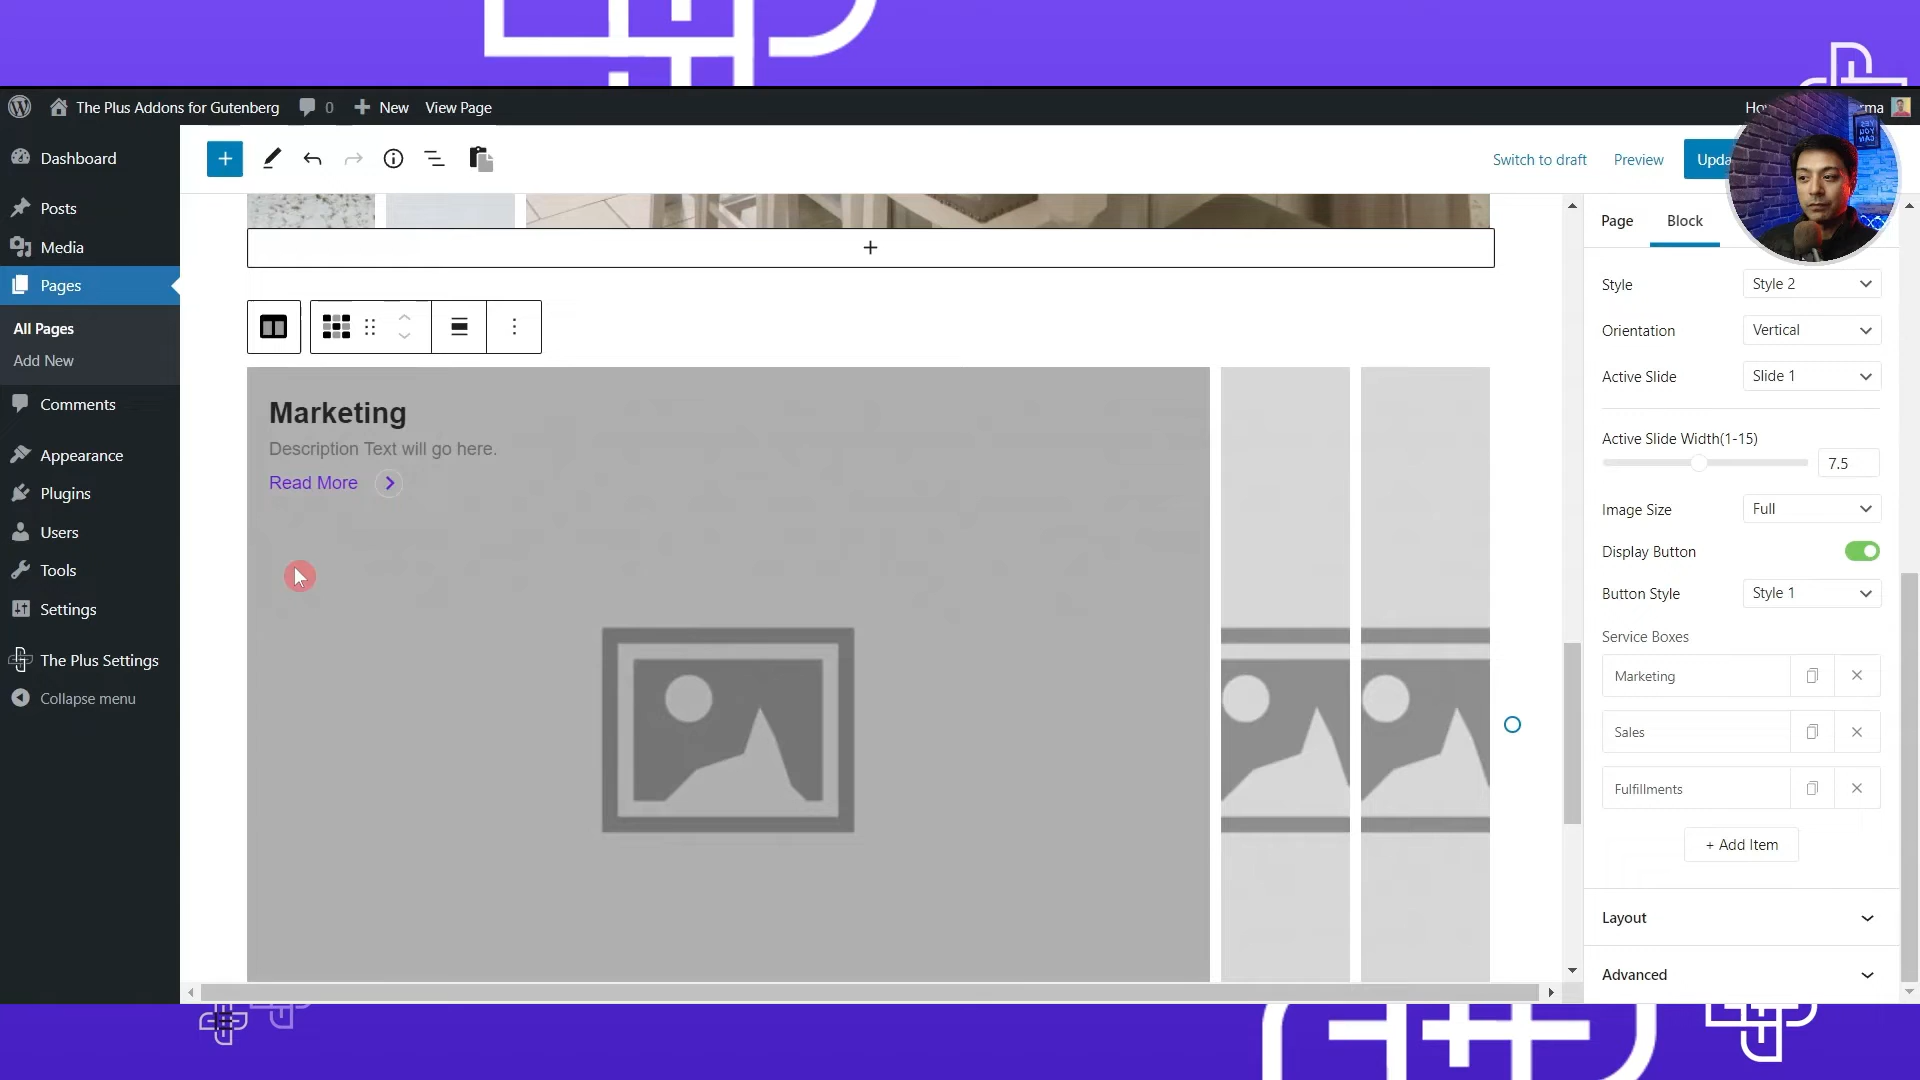 The Plus Addons for Gutenberg
0
New
View Page
Dashboard
Posts
Media
Pages
All Pages
Add New
Comments
Appearance
Plugins
Users
Tools
Settings
The Plus Settings
Collapse menu
Switch to draft
Preview
Marketing
Description Text will go here.
Read More
Page
Block
Style
Style 2
Orientation
Vertical
Active Slide
Slide 1
Active Slide Width(1-15)
7.5
Image Size
Full
Display Button
Button Style
Style 1
Service Boxes
Marketing
Sales
Fulfillments
+ Add Item
Layout
Advanced